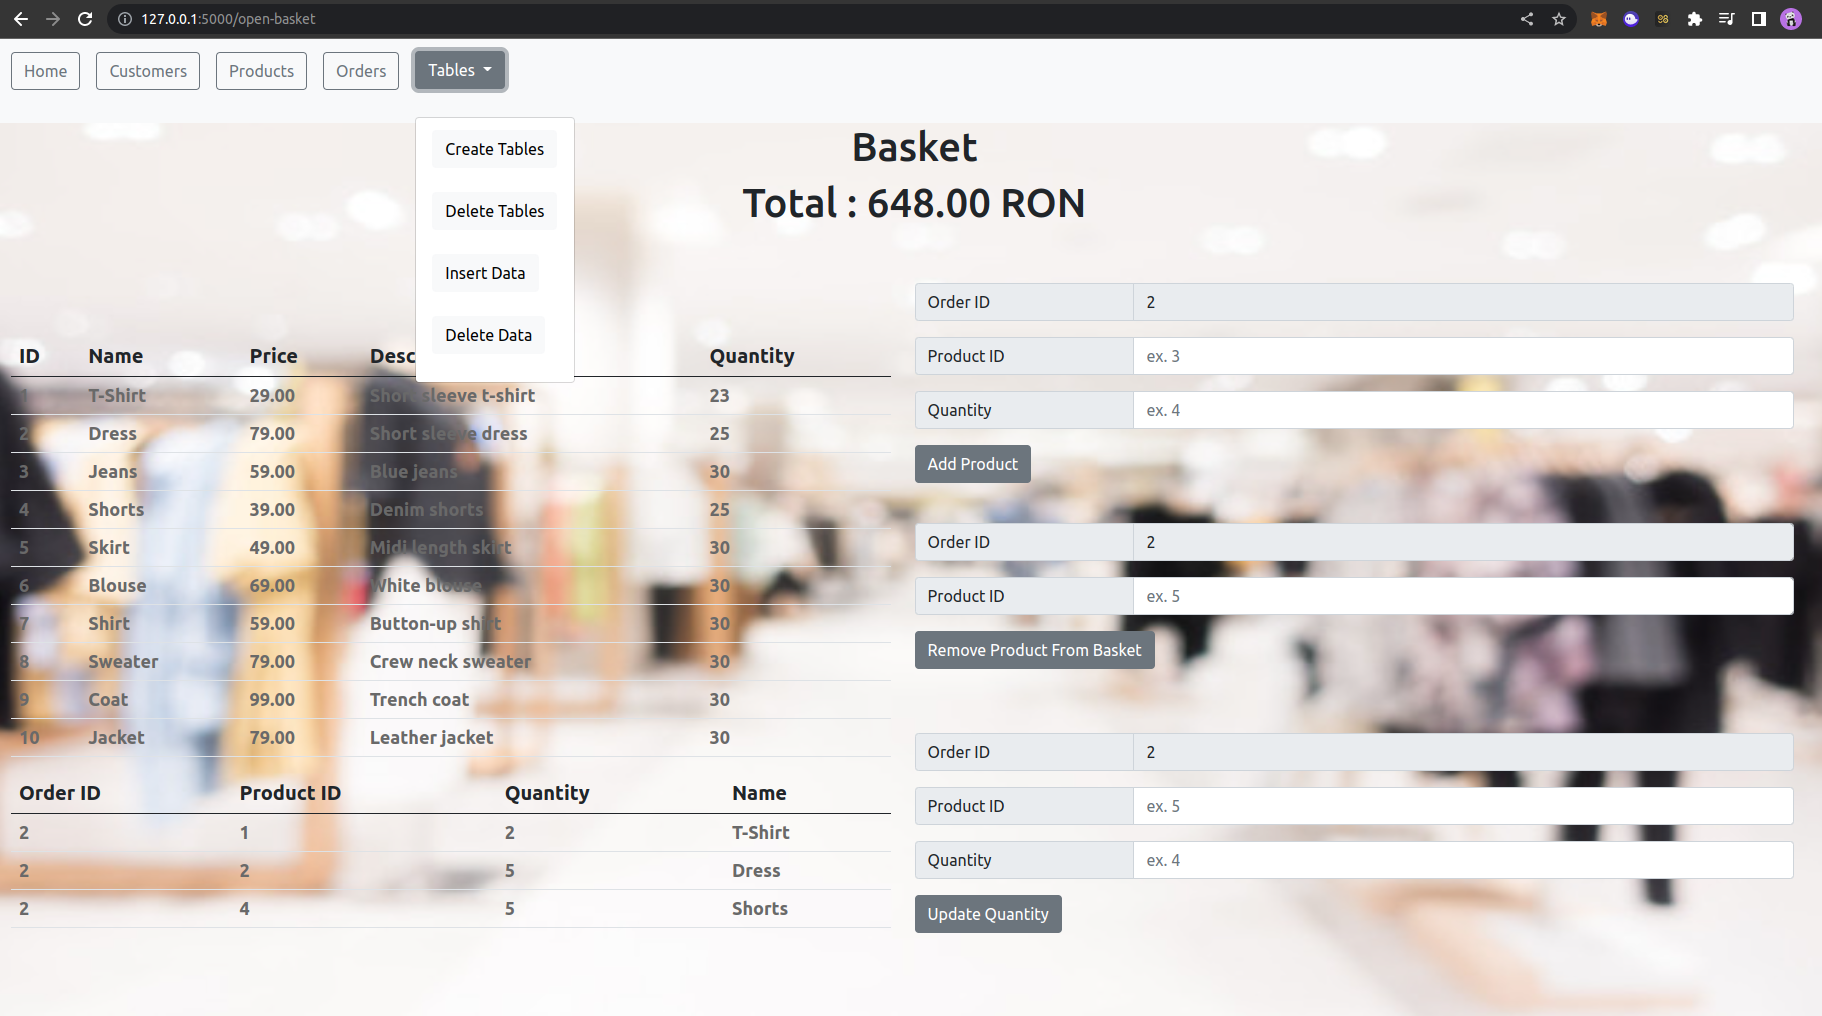 127.0.0.1:5000/open-basket
98
Home Customers Products Orders Tables
Create Tables
Delete Tables
Insert Data
Delete Data
Basket
Total : 648.00 RON
ID Name Price Desc Quantity
1 T-Shirt 29.00 Short sleeve t-shirt 23
2 Dress 79.00 Short sleeve dress 25
3 Jeans 59.00 Blue jeans 30
4 Shorts 39.00 Denim shorts 25
5 Skirt 49.00 Midi length skirt 30
6 Blouse 69.00 White blouse 30
7 Shirt 59.00 Button-up shirt 30
8 Sweater 79.00 Crew neck sweater 30
9 Coat 99.00 Trench coat 30
10 Jacket 79.00 Leather jacket 30
Order ID Product ID Quantity Name
2 1 2 T-Shirt
2 2 5 Dress
2 4 5 Shorts
Order ID 2
Product ID ex. 3
Quantity ex. 4
Add Product
Order ID 2
Product ID ex. 5
Remove Product From Basket
Order ID 2
Product ID ex. 5
Quantity ex. 4
Update Quantity